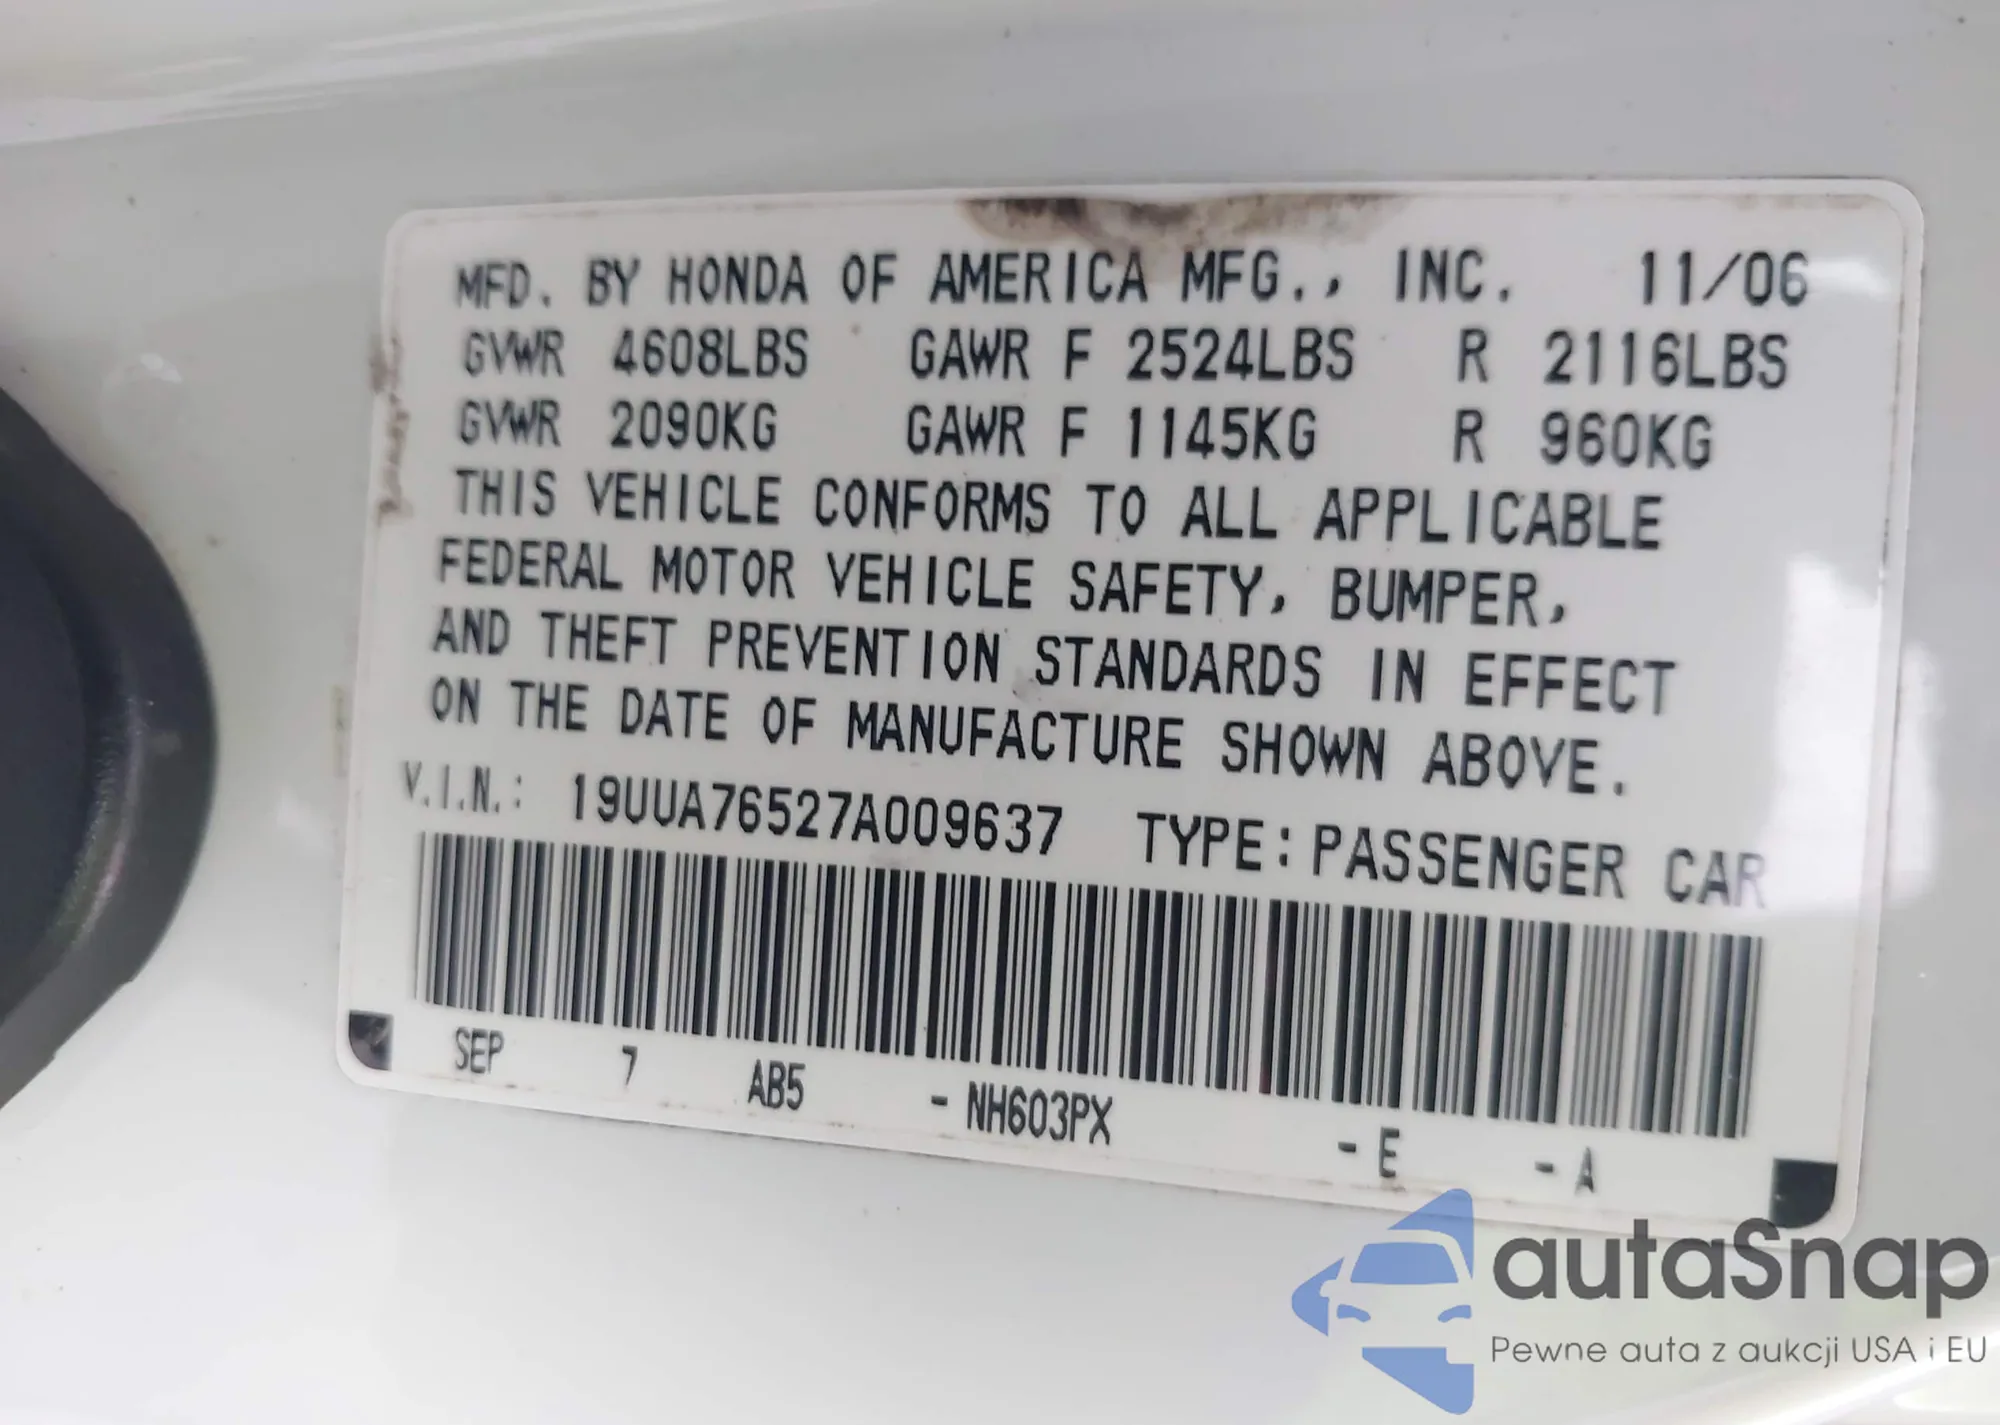 MFD. BY HONDA OF AMERICA MFG., INC. 11/06
GVWR 4608LBS GAWR F 2524LBS R 2116LBS
GVWR 2090KG GAWR F 1145KG R 960KG
THIS VEHICLE CONFORMS TO ALL APPLICABLE
FEDERAL MOTOR VEHICLE SAFETY, BUMPER,
AND THEFT PREVENTION STANDARDS IN EFFECT
ON THE DATE OF MANUFACTURE SHOWN ABOVE.
V.I.N.: 19UUA76527A009637 TYPE: PASSENGER CAR
SEP 7 AB5 - NH603PX - E - A
autaSnap
Pewne auta z aukcji USA i EU